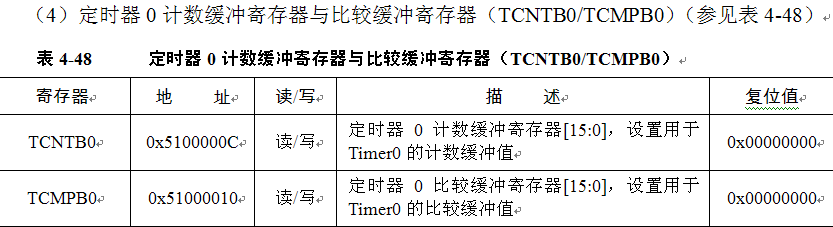 （4）定时器 0 计数缓冲寄存器与比较缓冲寄存器（TCNTB0/TCMPB0）（参见表 4-48）
表 4-48 定时器 0 计数缓冲寄存器与比较缓冲寄存器（TCNTB0/TCMPB0）
寄存器 地 址 读/写 描 述 复位值
TCNTB0 0x5100000C 读/写 定时器 0 计数缓冲寄存器[15:0]，设置用于 0x00000000
Timer0 的计数缓冲值
TCMPB0 0x51000010 读/写 定时器 0 比较缓冲寄存器[15:0]，设置用于 0x00000000
Timer0 的比较缓冲值